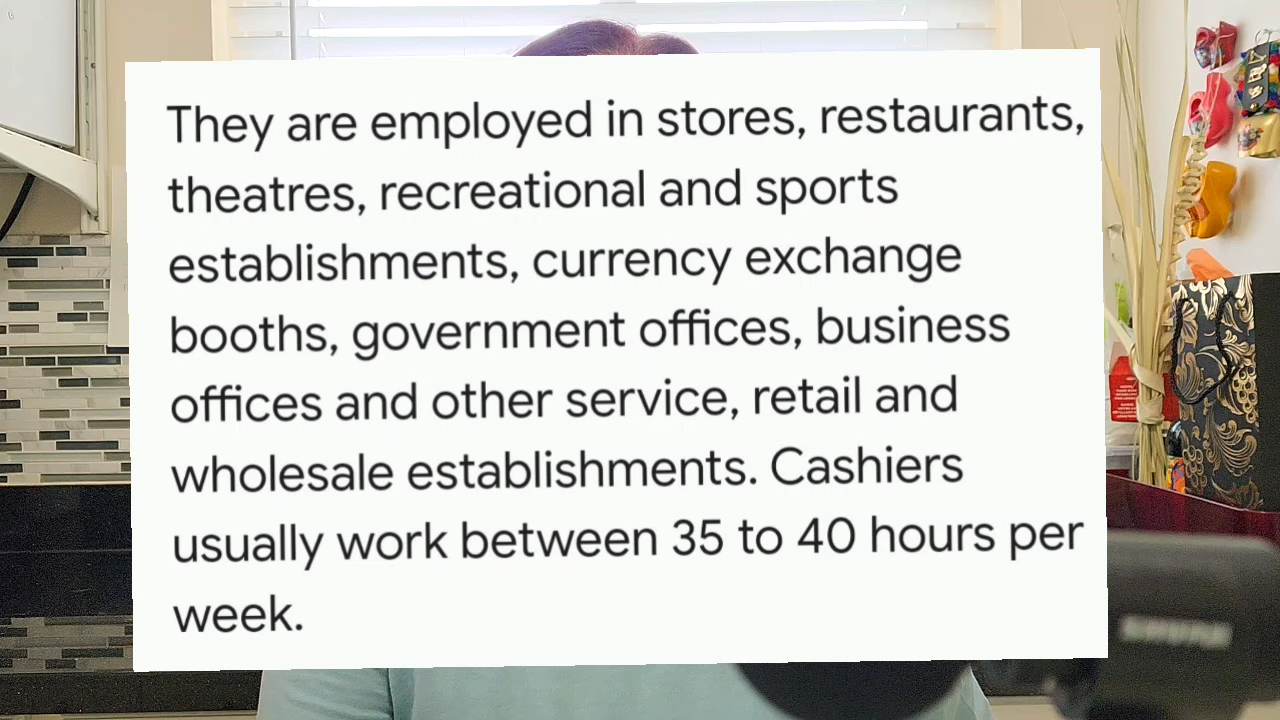 They are employed in stores, restaurants,
theatres, recreational and sports
establishments, currency exchange
booths, government offices, business
offices and other service, retail and
wholesale establishments. Cashiers
usually work between 35 to 40 hours per
week.